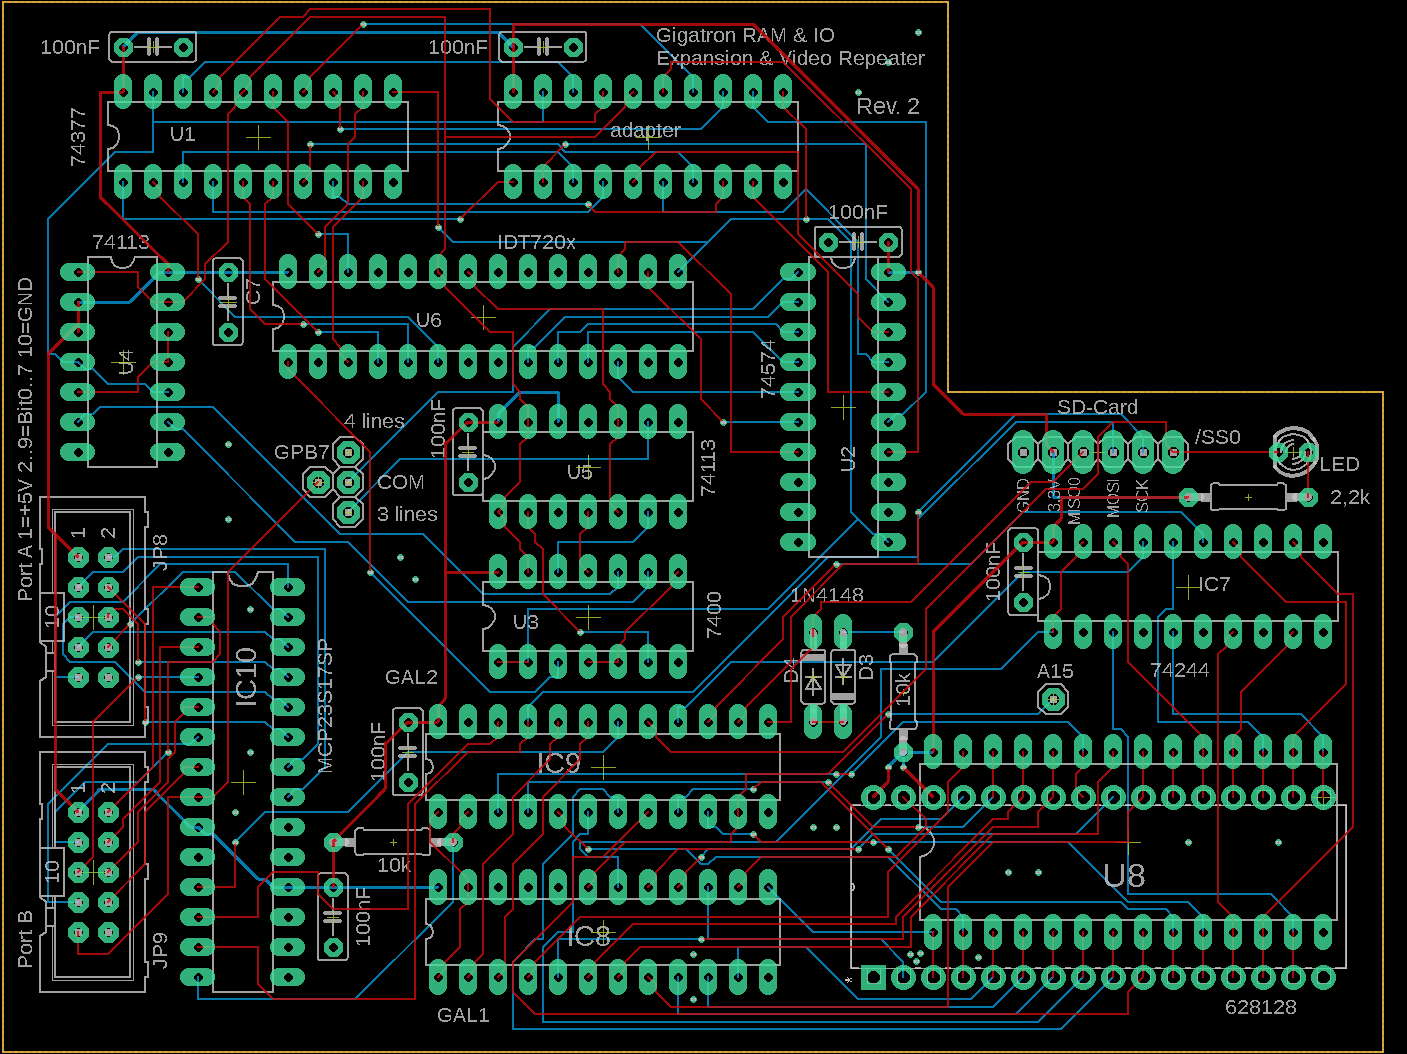 100nF
100nF
Gigatron RAM & IO
Expansion & Video Repeater
Rev. 2
74377
U1
adapter
100nF
74113
IDT720x
C7
U6
U4
74574
U2
Port A 1=+5V 2..9=Bit0..7 10=GND
4 lines
GPB7
COM
3 lines
100nF
U5
74113
SD-Card
/SS0
LED
GND
3.3V
MISO0
MOSI
SCK
2,2k
1
2
JP8
10
100nF
IC7
1N4148
U3
7400
IC10
MCP23S17SP
GAL2
D4
D3
10k
A15
74244
100nF
IC9
1
2
10
10k
U8
100nF
Port B
JP9
IC8
*
GAL1
628128